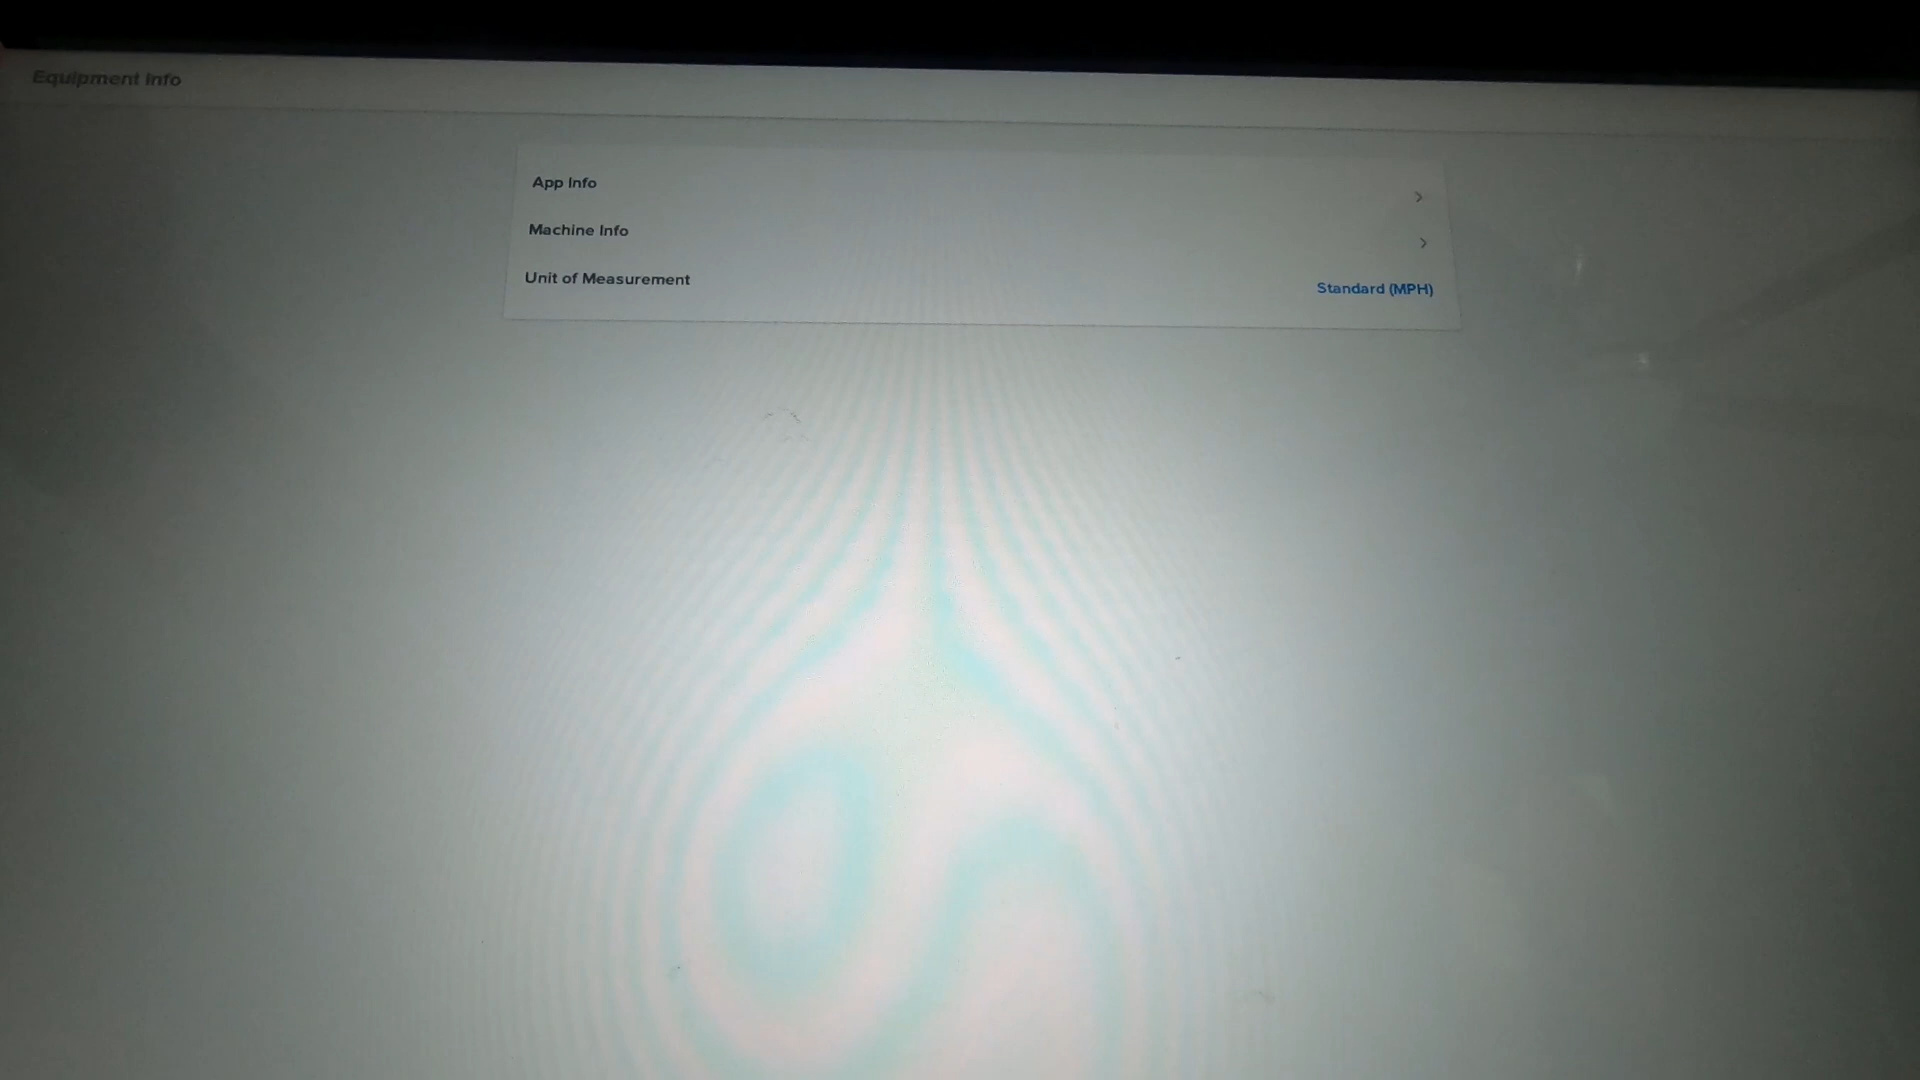 Equipment Info
App Info
Machine Info
Unit of Measurement
Standard (MPH)